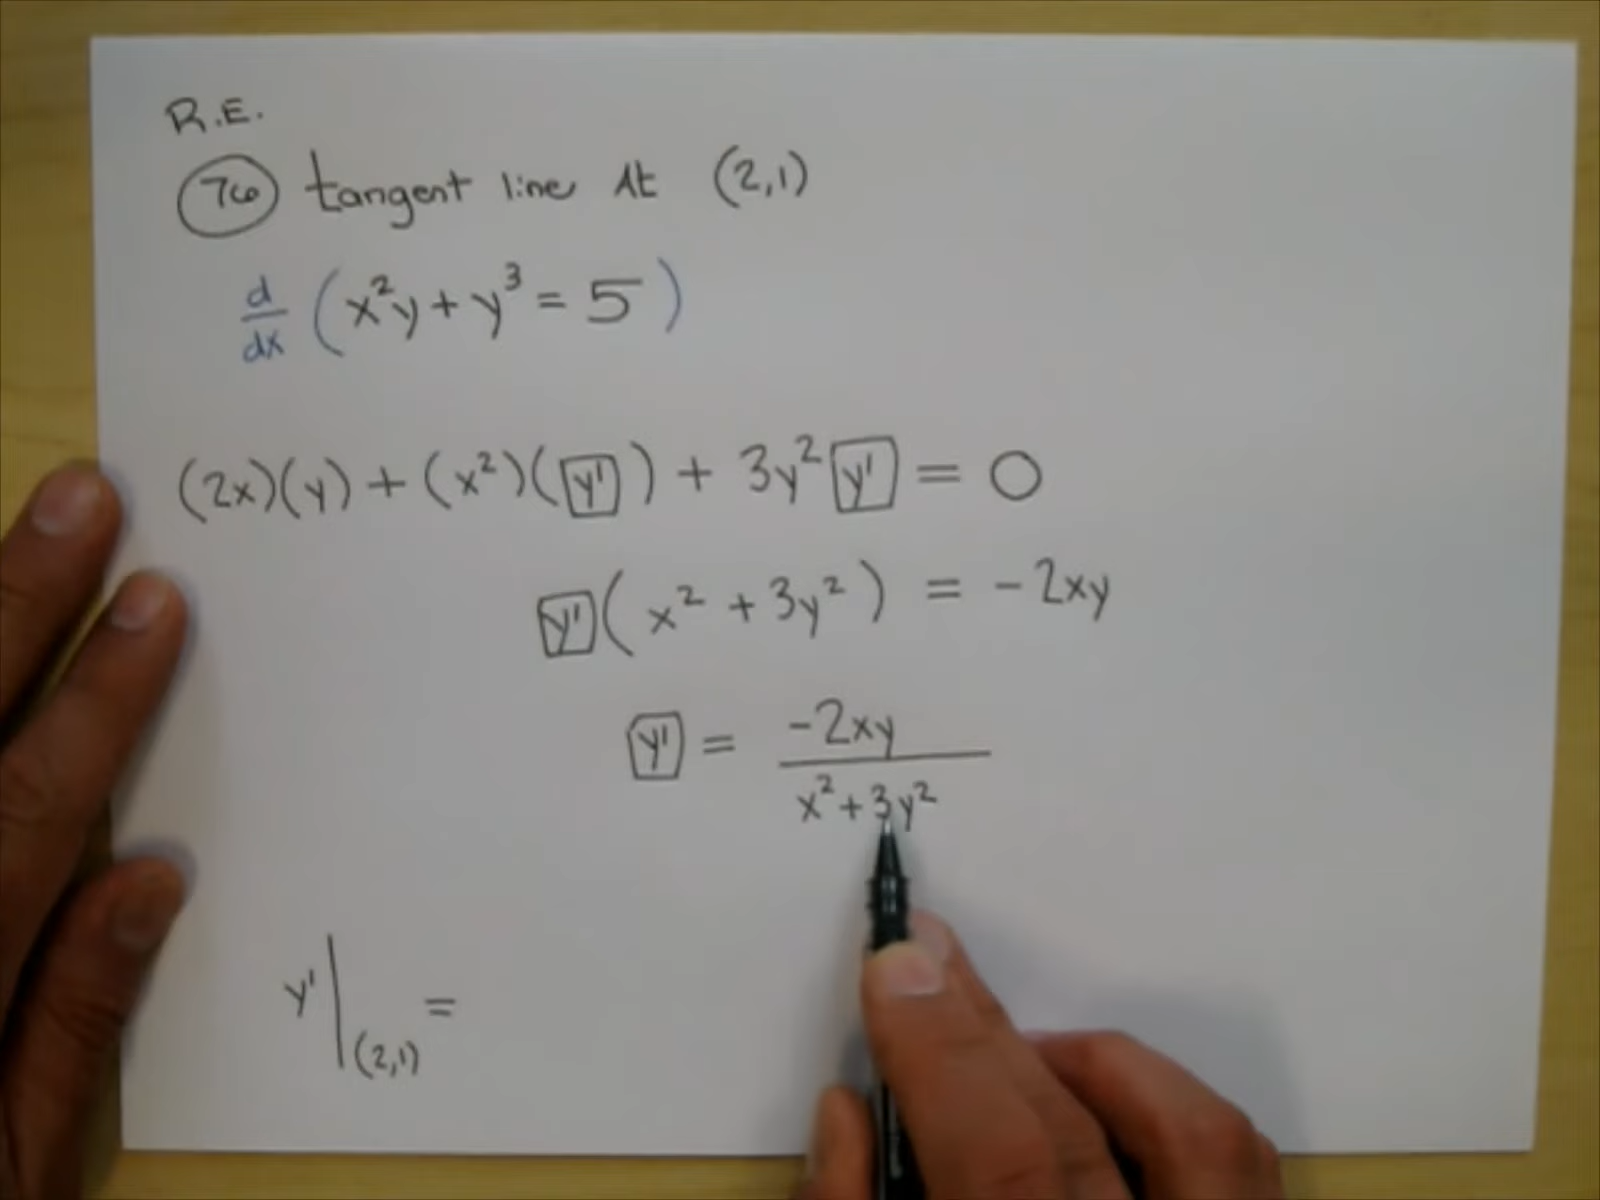 R.E.
76 tangent line at (2,1)
d/dx (x²y + y³ = 5)
(2x)(y) + (x²)(y') + 3y² y' = 0
y' (x² + 3y²) = -2xy
y' = -2xy / x² + 3y²
y' |(2,1) =